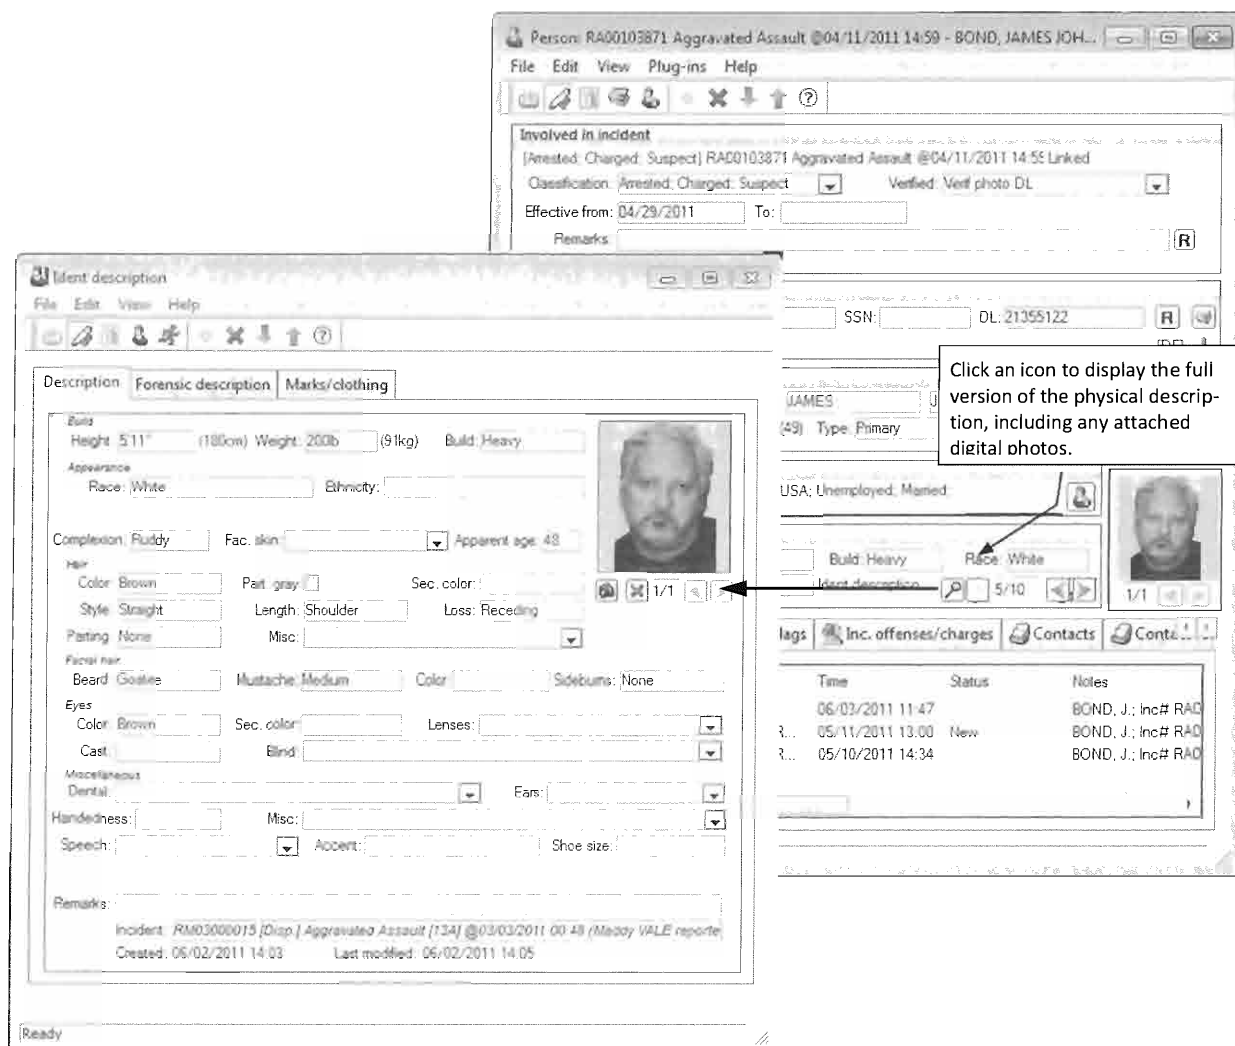 Person: RA00103871 Aggravated Assault @04/11/2011 14:59 - BOND, JAMES JOH...
File Edit View Plug-ins Help
Involved in incident
[Arrested; Charged; Suspect] RA00103871 Aggravated Assault @04/11/2011 14:59 Linked
Classification: Arrested; Charged; Suspect Verified: Verif photo DL
Effective from: 04/29/2011 To:
Remarks: R
SSN: DL: 21355122 R
JAMES
(49) Type: Primary
Click an icon to display the full
version of the physical descrip-
tion, including any attached
digital photos.
USA; Unemployed; Married;
Build: Heavy Race: White
Ident description 5/10
1/1
lags Inc. offenses/charges Contacts Conta...
Time Status Notes
06/03/2011 11:47 BOND, J.; Inc# RAD
R... 05/11/2011 13:00 New BOND, J.; Inc# RAD
R... 05/10/2011 14:34 BOND, J.; Inc# RAD
Ident description
File Edit View Help
Description Forensic description Marks/clothing
Build
Height: 5'11" (180cm) Weight: 200lb (91kg) Build: Heavy
Appearance
Race: White Ethnicity:
Complexion: Ruddy Fac. skin: Apparent age: 48
Hair
Color: Brown Part. gray: Sec. color: 1/1
Style: Straight Length: Shoulder Loss: Receding
Parting: None Misc:
Facial hair
Beard: Goatee Mustache: Medium Color: Sideburns: None
Eyes
Color: Brown Sec. color: Lenses:
Cast: Blind:
Miscellaneous
Dental: Ears:
Handedness: Misc:
Speech: Accent: Shoe size:
Remarks:
Incident: RM03000015 [Disp.] Aggravated Assault [13A] @03/03/2011 00:48 (Maddy VALE reporte
Created: 06/02/2011 14:03 Last modified: 06/02/2011 14:05
Ready